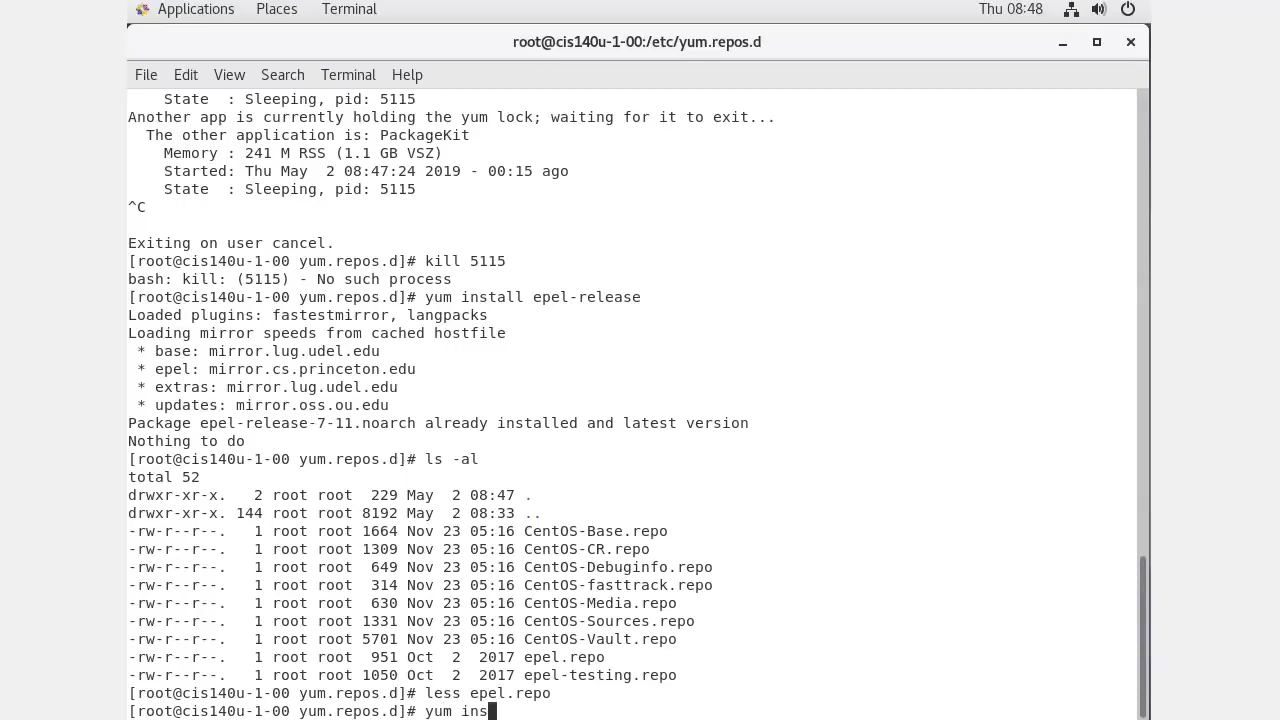 Applications Places Terminal Thu 08:48
root@cis140u-1-00:/etc/yum.repos.d
File Edit View Search Terminal Help
    State  : Sleeping, pid: 5115
Another app is currently holding the yum lock; waiting for it to exit...
  The other application is: PackageKit
    Memory : 241 M RSS (1.1 GB VSZ)
    Started: Thu May  2 08:47:24 2019 - 00:15 ago
    State  : Sleeping, pid: 5115
^C
Exiting on user cancel.
[root@cis140u-1-00 yum.repos.d]# kill 5115
bash: kill: (5115) - No such process
[root@cis140u-1-00 yum.repos.d]# yum install epel-release
Loaded plugins: fastestmirror, langpacks
Loading mirror speeds from cached hostfile
 * base: mirror.lug.udel.edu
 * epel: mirror.cs.princeton.edu
 * extras: mirror.lug.udel.edu
 * updates: mirror.oss.ou.edu
Package epel-release-7-11.noarch already installed and latest version
Nothing to do
[root@cis140u-1-00 yum.repos.d]# ls -al
total 52
drwxr-xr-x.   2 root root  229 May  2 08:47 .
drwxr-xr-x. 144 root root 8192 May  2 08:33 ..
-rw-r--r--.   1 root root 1664 Nov 23 05:16 CentOS-Base.repo
-rw-r--r--.   1 root root 1309 Nov 23 05:16 CentOS-CR.repo
-rw-r--r--.   1 root root  649 Nov 23 05:16 CentOS-Debuginfo.repo
-rw-r--r--.   1 root root  314 Nov 23 05:16 CentOS-fasttrack.repo
-rw-r--r--.   1 root root  630 Nov 23 05:16 CentOS-Media.repo
-rw-r--r--.   1 root root 1331 Nov 23 05:16 CentOS-Sources.repo
-rw-r--r--.   1 root root 5701 Nov 23 05:16 CentOS-Vault.repo
-rw-r--r--.   1 root root  951 Oct  2  2017 epel.repo
-rw-r--r--.   1 root root 1050 Oct  2  2017 epel-testing.repo
[root@cis140u-1-00 yum.repos.d]# less epel.repo
[root@cis140u-1-00 yum.repos.d]# yum ins